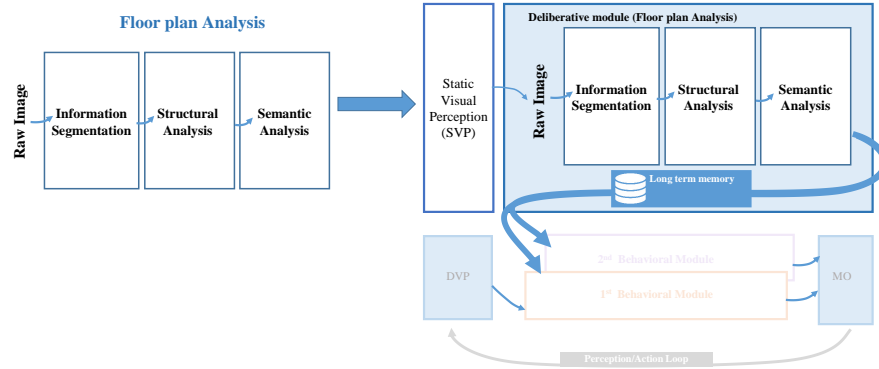 Floor plan Analysis
Raw Image
Information
Segmentation
Structural
Analysis
Semantic
Analysis
Deliberative module (Floor plan Analysis)
Static
Visual
Perception
(SVP)
Raw Image
Information
Segmentation
Structural
Analysis
Semantic
Analysis
Long term memory
DVP
2nd Behavioral Module
1st Behavioral Module
MO
Perception/Action Loop